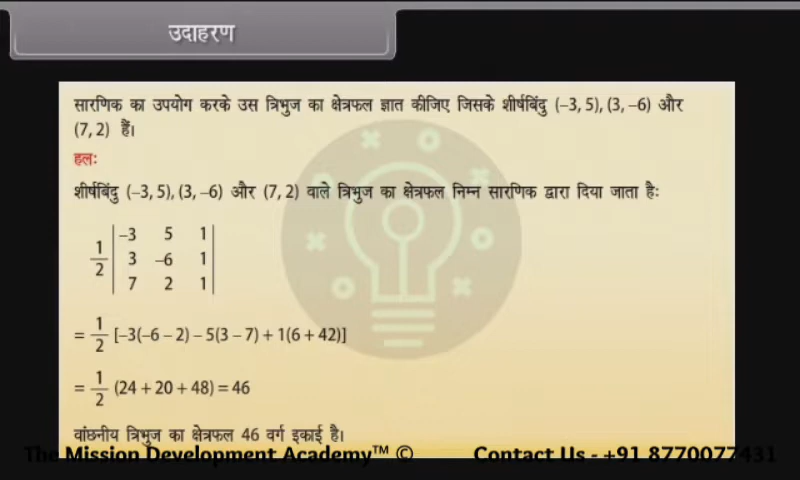 उदाहरण
सारणिक का उपयोग करके उस त्रिभुज का क्षेत्रफल ज्ञात कीजिए जिसके शीर्षबिंदु (–3, 5), (3, –6) और
(7, 2) हैं।
हलः
शीर्षबिंदु (–3, 5), (3, –6) और (7, 2) वाले त्रिभुज का क्षेत्रफल निम्न सारणिक द्वारा दिया जाता हैः
1/2 | –3 5 1 |
| 3 –6 1 |
| 7 2 1 |
= 1/2 [–3(–6 – 2) – 5(3 – 7) + 1(6 + 42)]
= 1/2 (24 + 20 + 48) = 46
वांछनीय त्रिभुज का क्षेत्रफल 46 वर्ग इकाई है।
The Mission Development Academy™ © Contact Us - +91 8770077431